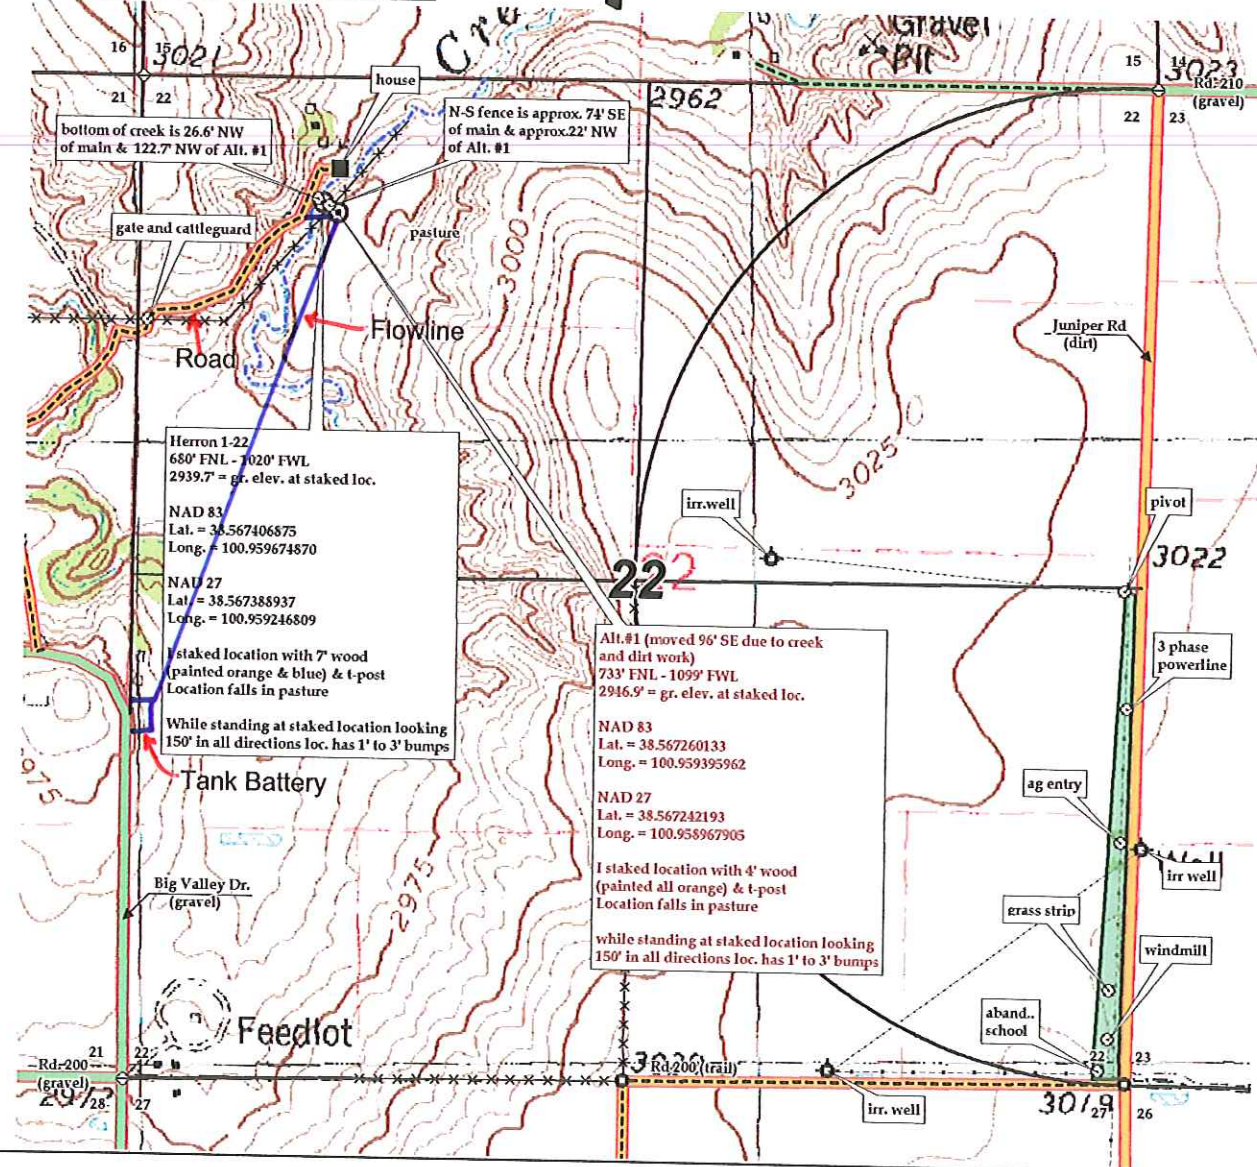 Cre
Gravel
Pit
16
15
3021
21
22
house
2962
15
14
3023
Rd. 210
(gravel)
22
23
bottom of creek is 26.6' NW
of main & 122.7' NW of Alt. #1
N-S fence is approx. 74' SE
of main & approx.22' NW
of Alt. #1
gate and cattleguard
pasture
3000
Road
Flowline
Juniper Rd
(dirt)
3025
Herron 1-22
680' FNL - 1020' FWL
2939.7' = gr. elev. at staked loc.
NAD 83
Lat. = 38.567406875
Long. = 100.959674870
NAD 27
Lat. = 38.567388937
Long. = 100.959246809
I staked location with 7' wood
(painted orange & blue) & t-post
Location falls in pasture
While standing at staked location looking
150' in all directions loc. has 1' to 3' bumps
irr.well
pivot
22
22
3022
Alt.#1 (moved 96' SE due to creek
and dirt work)
733' FNL - 1099' FWL
2946.9' = gr. elev. at staked loc.
NAD 83
Lat. = 38.567260133
Long. = 100.959395962
NAD 27
Lat. = 38.567242193
Long. = 100.958967905
I staked location with 4' wood
(painted all orange) & t-post
Location falls in pasture
while standing at staked location looking
150' in all directions loc. has 1' to 3' bumps
3 phase
powerline
2975
Tank Battery
ag entry
Well
irr well
2975
Big Valley Dr.
(gravel)
grass strip
windmill
aband..
school
Feedlot
21
22
Rd. 200
(gravel)
28
27
3020
Rd 200 (trail)
irr. well
22
23
3019
27
26